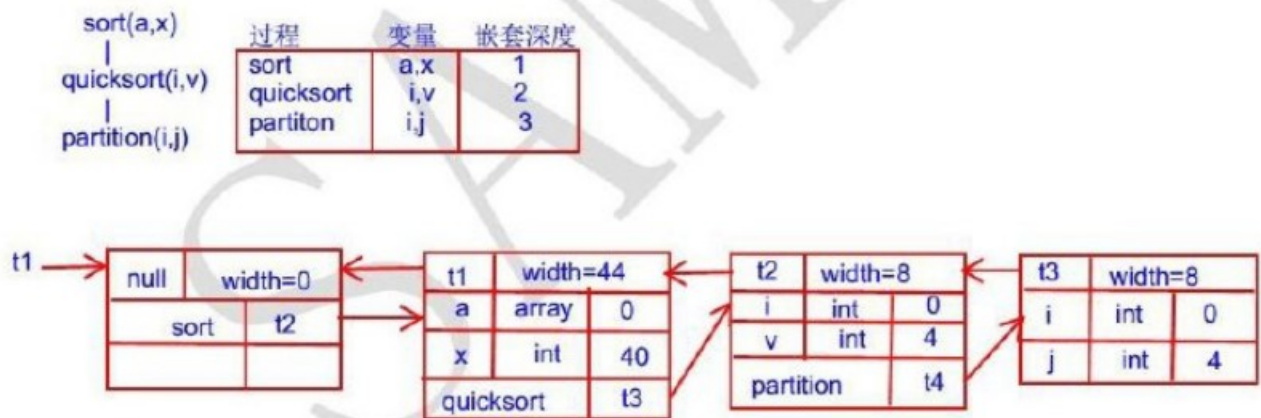 sort(a,x)
quicksort(i,v)
partition(i,j)
过程 变量 嵌套深度
sort a,x 1
quicksort i,v 2
partiton i,j 3
t1
null width=0
sort t2
t1 width=44
a array 0
x int 40
quicksort t3
t2 width=8
i int 0
v int 4
partition t4
t3 width=8
i int 0
j int 4